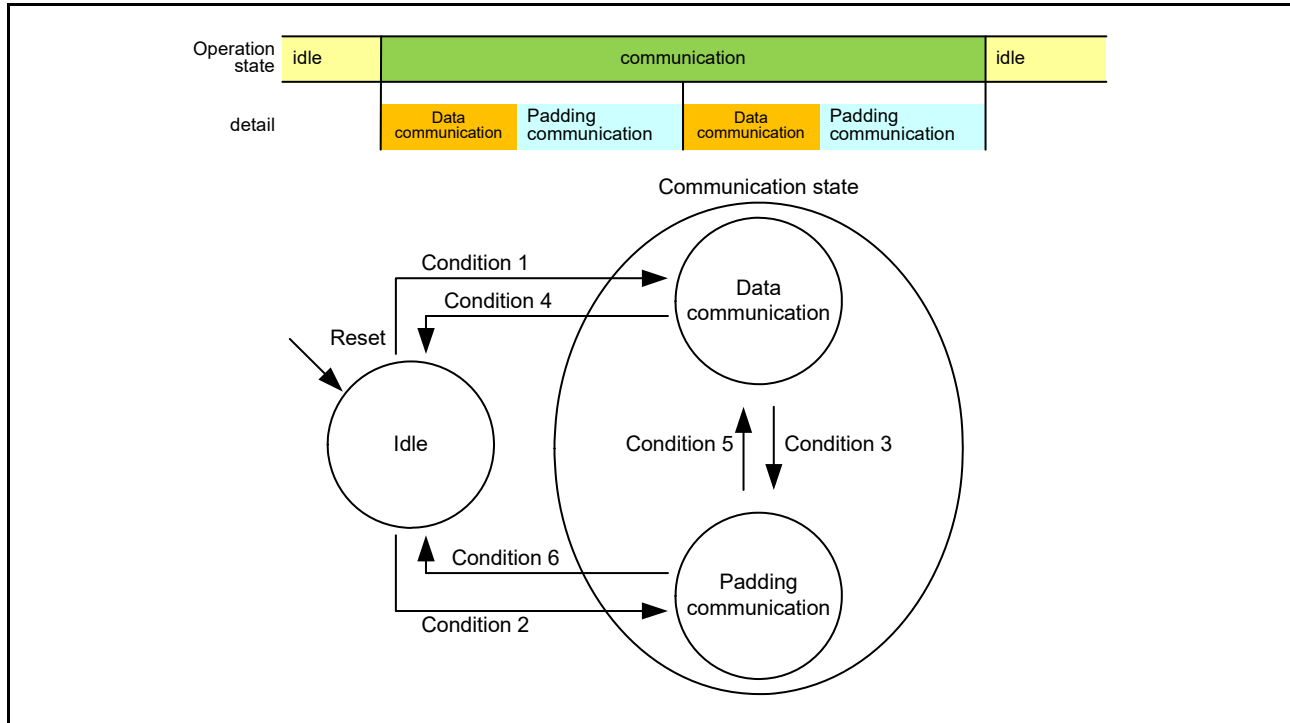 Operation
state
idle
communication
idle
detail
Data
communication
Padding
communication
Data
communication
Padding
communication
Communication state
Condition 1
Condition 4
Data
communication
Reset
Idle
Condition 5
Condition 3
Condition 6
Padding
communication
Condition 2